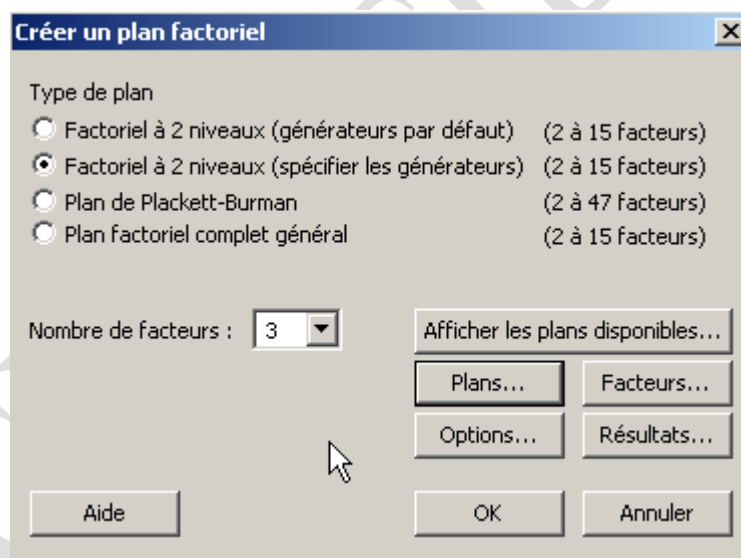 Créer un plan factoriel
Type de plan
Factoriel à 2 niveaux (générateurs par défaut) (2 à 15 facteurs)
Factoriel à 2 niveaux (spécifier les générateurs) (2 à 15 facteurs)
Plan de Plackett-Burman (2 à 47 facteurs)
Plan factoriel complet général (2 à 15 facteurs)
Nombre de facteurs : 3 Afficher les plans disponibles...
Plans... Facteurs...
Options... Résultats...
Aide OK Annuler